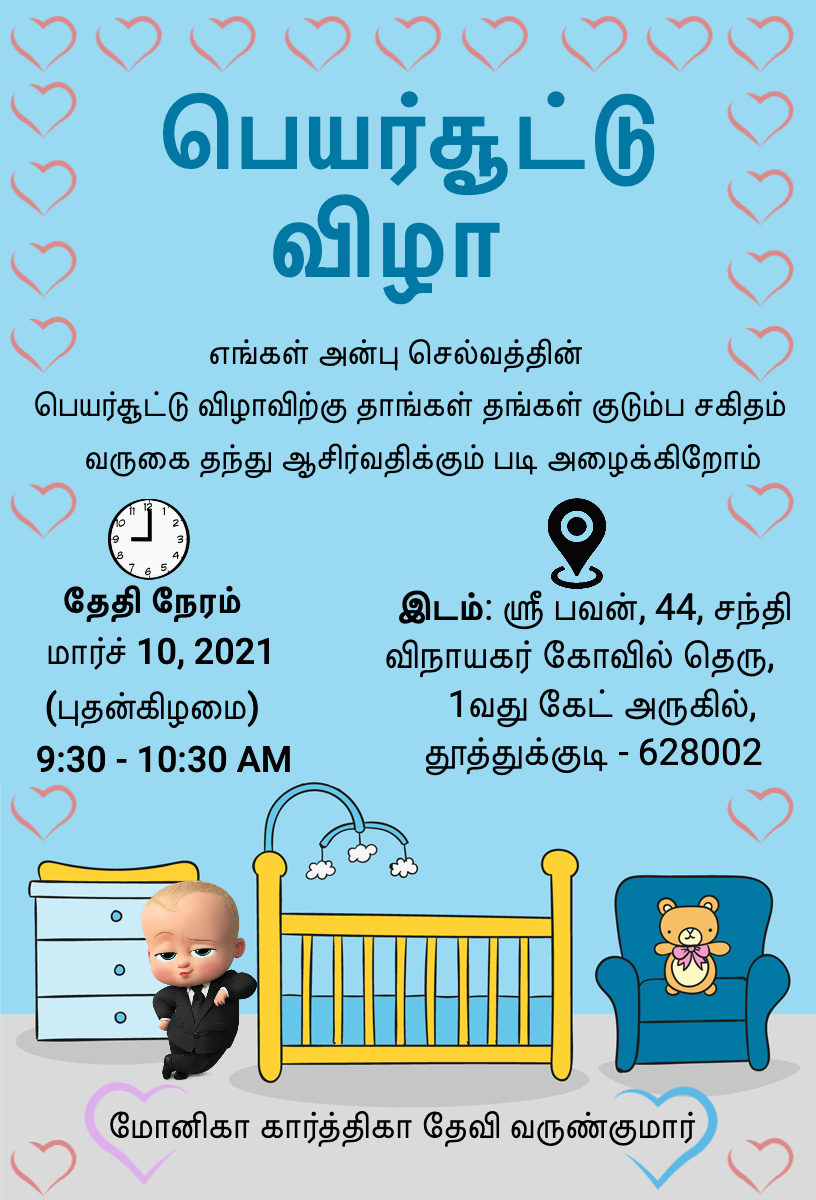 பெயர்சூட்டு
விழா
எங்கள் அன்பு செல்வத்தின்
பெயர்சூட்டு விழாவிற்கு தாங்கள் தங்கள் குடும்ப சகிதம்
வருகை தந்து ஆசிர்வதிக்கும் படி அழைக்கிறோம்
தேதி நேரம்
மார்ச் 10, 2021
(புதன்கிழமை)
9:30 - 10:30 AM
இடம்: ஸ்ரீ பவன், 44, சந்தி
விநாயகர் கோவில் தெரு,
1வது கேட் அருகில்,
தூத்துக்குடி - 628002
மோனிகா கார்த்திகா தேவி வருண்குமார்